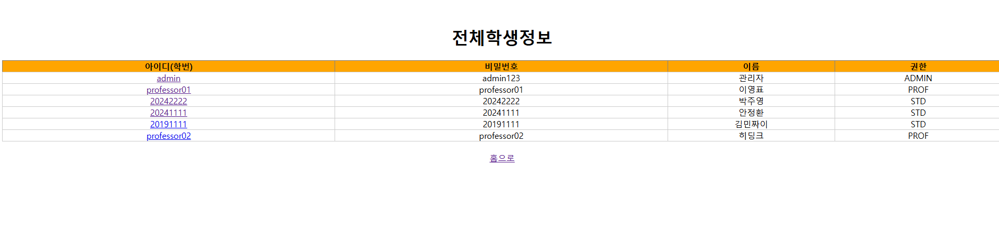 전체학생정보
아이디(학번) 비밀번호 이름 권한
admin admin123 관리자 ADMIN
professor01 professor01 이영표 PROF
20242222 20242222 박주영 STD
20241111 20241111 안정환 STD
20191111 20191111 김민짜이 STD
professor02 professor02 히딩크 PROF
홈으로